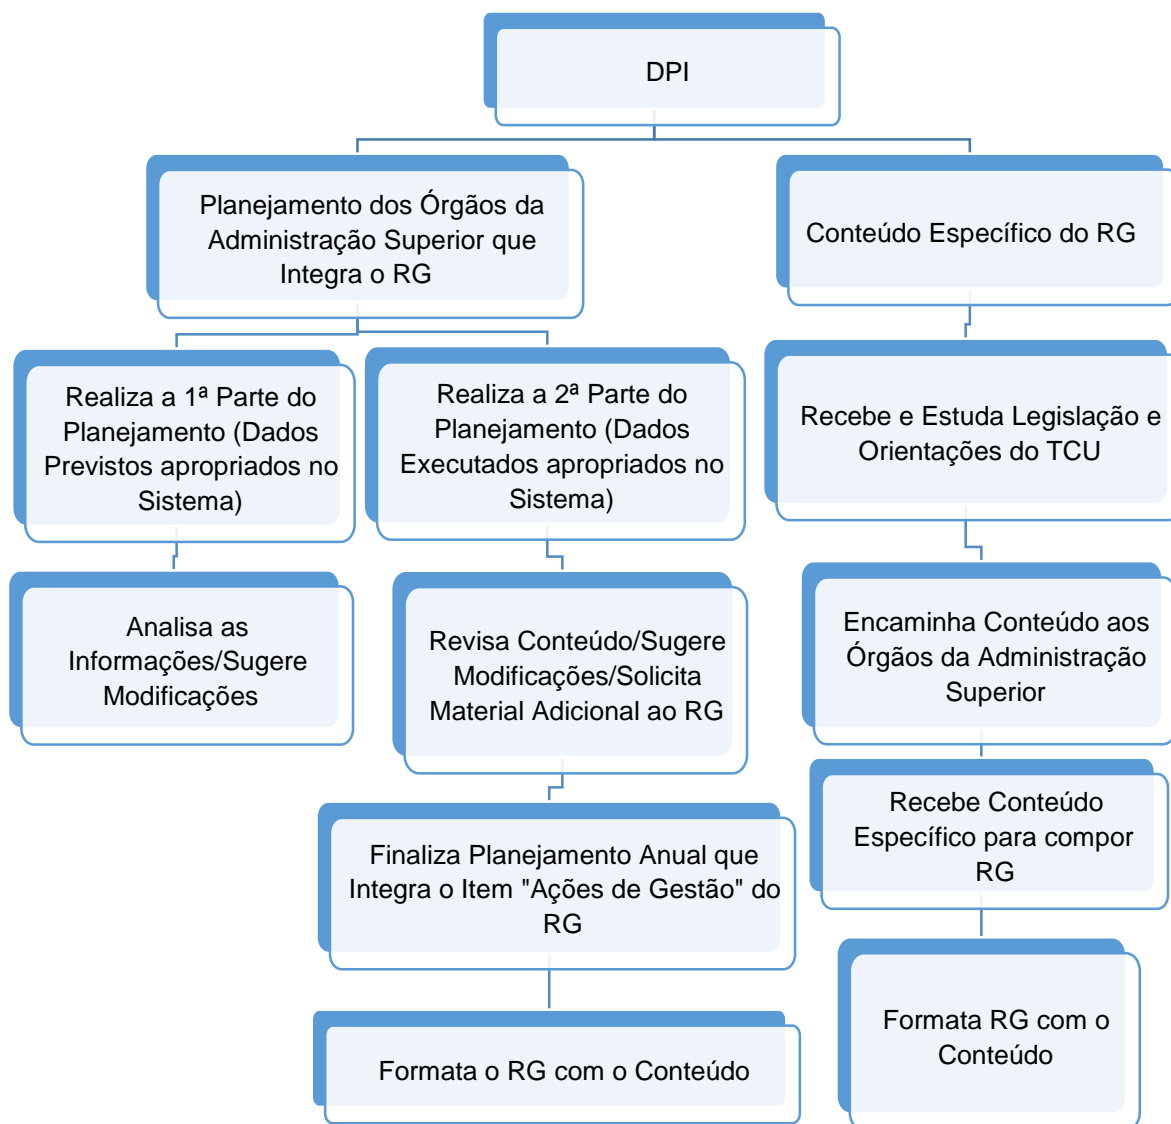 DPI
Planejamento dos Órgãos da
Administração Superior que
Integra o RG
Conteúdo Específico do RG
Realiza a 1ª Parte do
Planejamento (Dados
Previstos apropriados no
Sistema)
Realiza a 2ª Parte do
Planejamento (Dados
Executados apropriados no
Sistema)
Recebe e Estuda Legislação e
Orientações do TCU
Analisa as
Informações/Sugere
Modificações
Revisa Conteúdo/Sugere
Modificações/Solicita
Material Adicional ao RG
Encaminha Conteúdo aos
Órgãos da Administração
Superior
Recebe Conteúdo
Específico para compor
RG
Finaliza Planejamento Anual que
Integra o Item "Ações de Gestão" do
RG
Formata RG com o
Conteúdo
Formata o RG com o Conteúdo